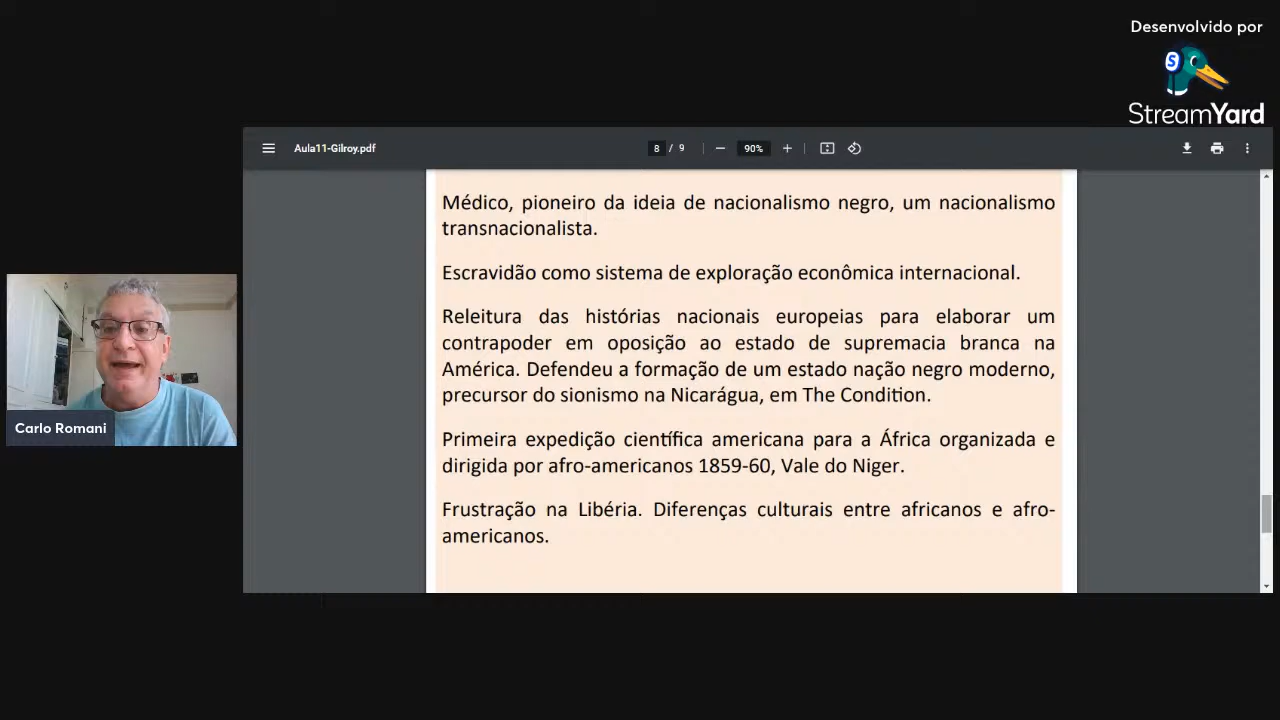 Desenvolvido por
S
StreamYard
Aula11-Gilroy.pdf
8 / 9
90%
Médico, pioneiro da ideia de nacionalismo negro, um nacionalismo
transnacionalista.
Escravidão como sistema de exploração econômica internacional.
Releitura das histórias nacionais europeias para elaborar um
contrapoder em oposição ao estado de supremacia branca na
América. Defendeu a formação de um estado nação negro moderno,
precursor do sionismo na Nicarágua, em The Condition.
Primeira expedição científica americana para a África organizada e
dirigida por afro-americanos 1859-60, Vale do Niger.
Frustração na Libéria. Diferenças culturais entre africanos e afro-
americanos.
Carlo Romani